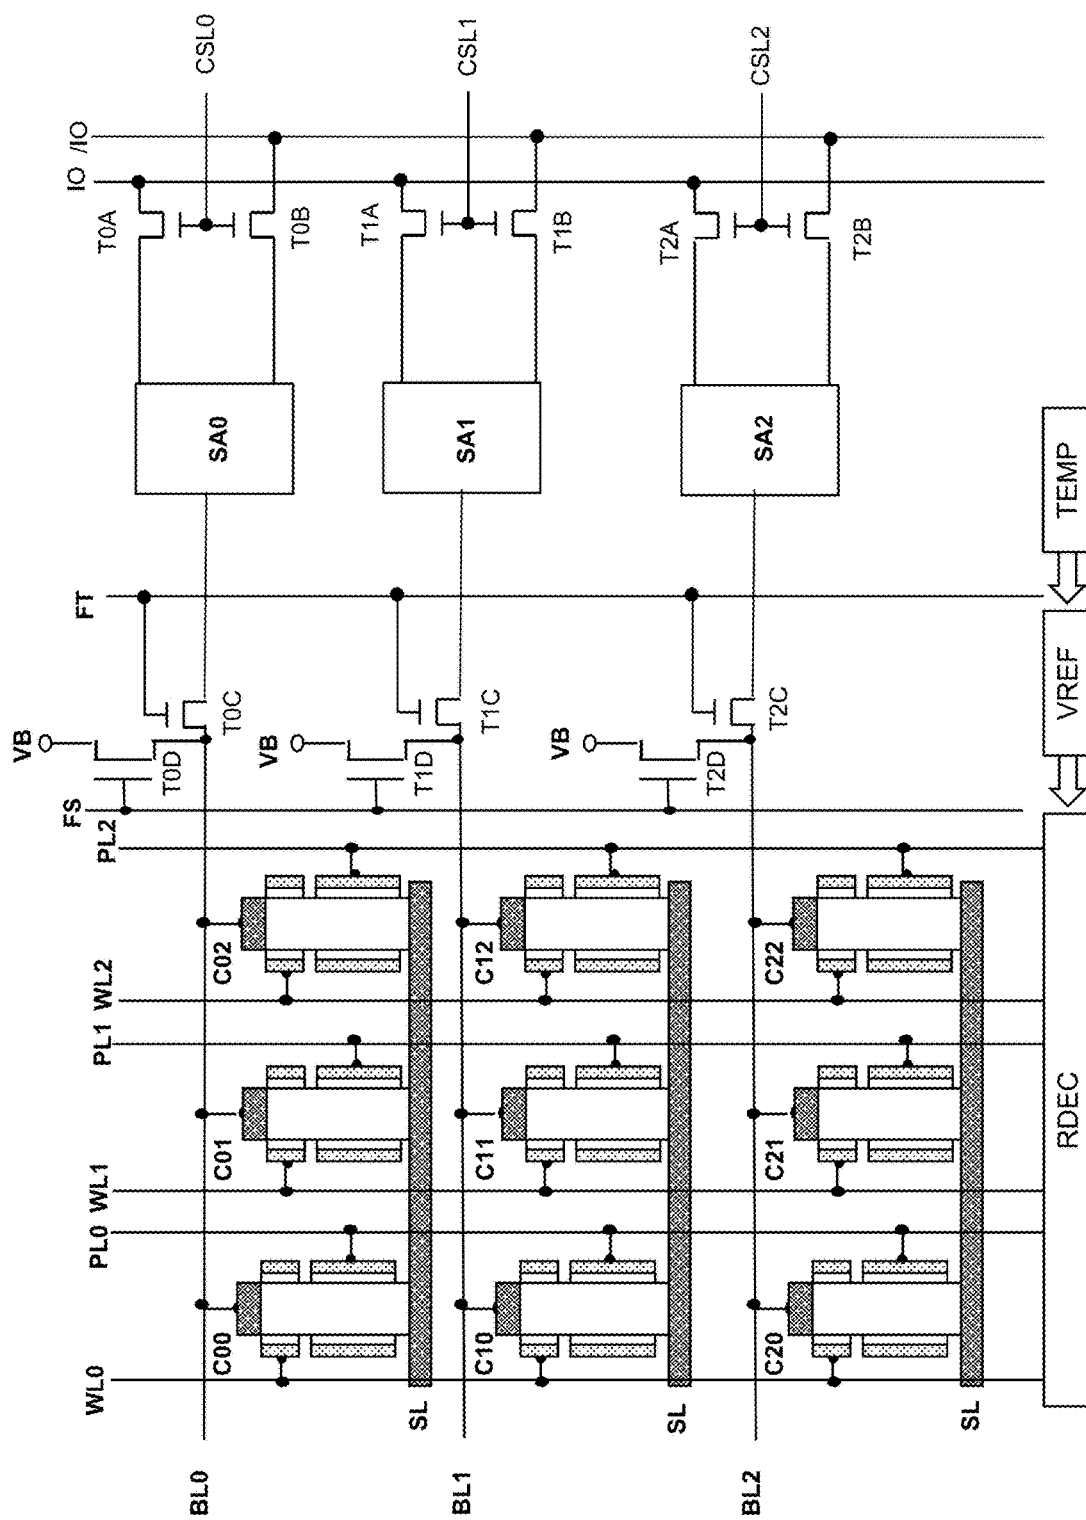 CSL0
CSL1
CSL2
IO /IO
T0A
T0B
T1A
T1B
T2A
T2B
SA0
SA1
SA2
TEMP
FT
T0C
T1C
T2C
VREF
VB
VB
VB
T0D
T1D
T2D
FS
PL2
C02
C12
C22
WL2
PL1
C01
C11
C21
WL1
PL0
C00
C10
C20
WL0
RDEC
SL
SL
SL
BL0
BL1
BL2